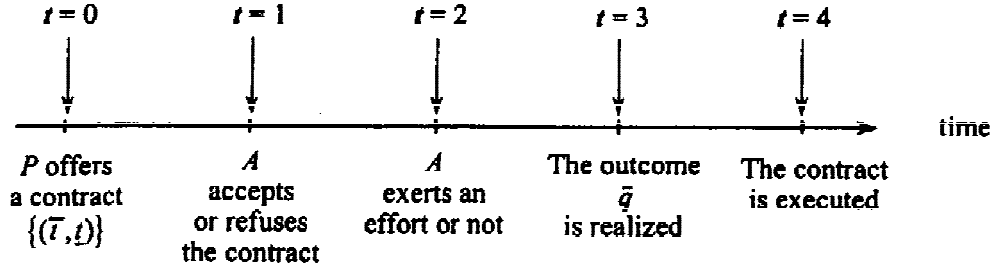 t = 0
t = 1
t = 2
t = 3
t = 4
time
P offers
a contract
{(t̅, t̲)}
A
accepts
or refuses
the contract
A
exerts an
effort or not
The outcome
q̃
is realized
The contract
is executed